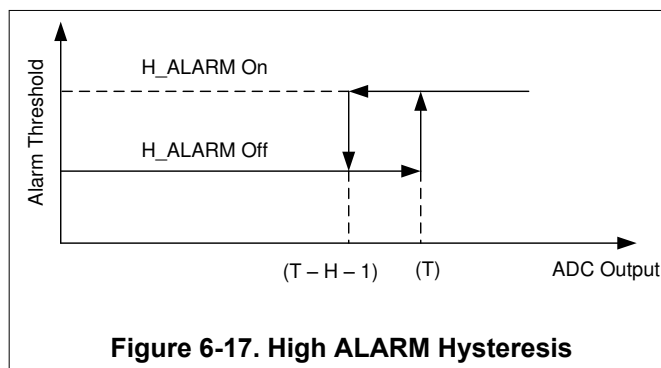 Alarm Threshold
H_ALARM On
H_ALARM Off
(T – H – 1)
(T)
ADC Output
Figure 6-17. High ALARM Hysteresis